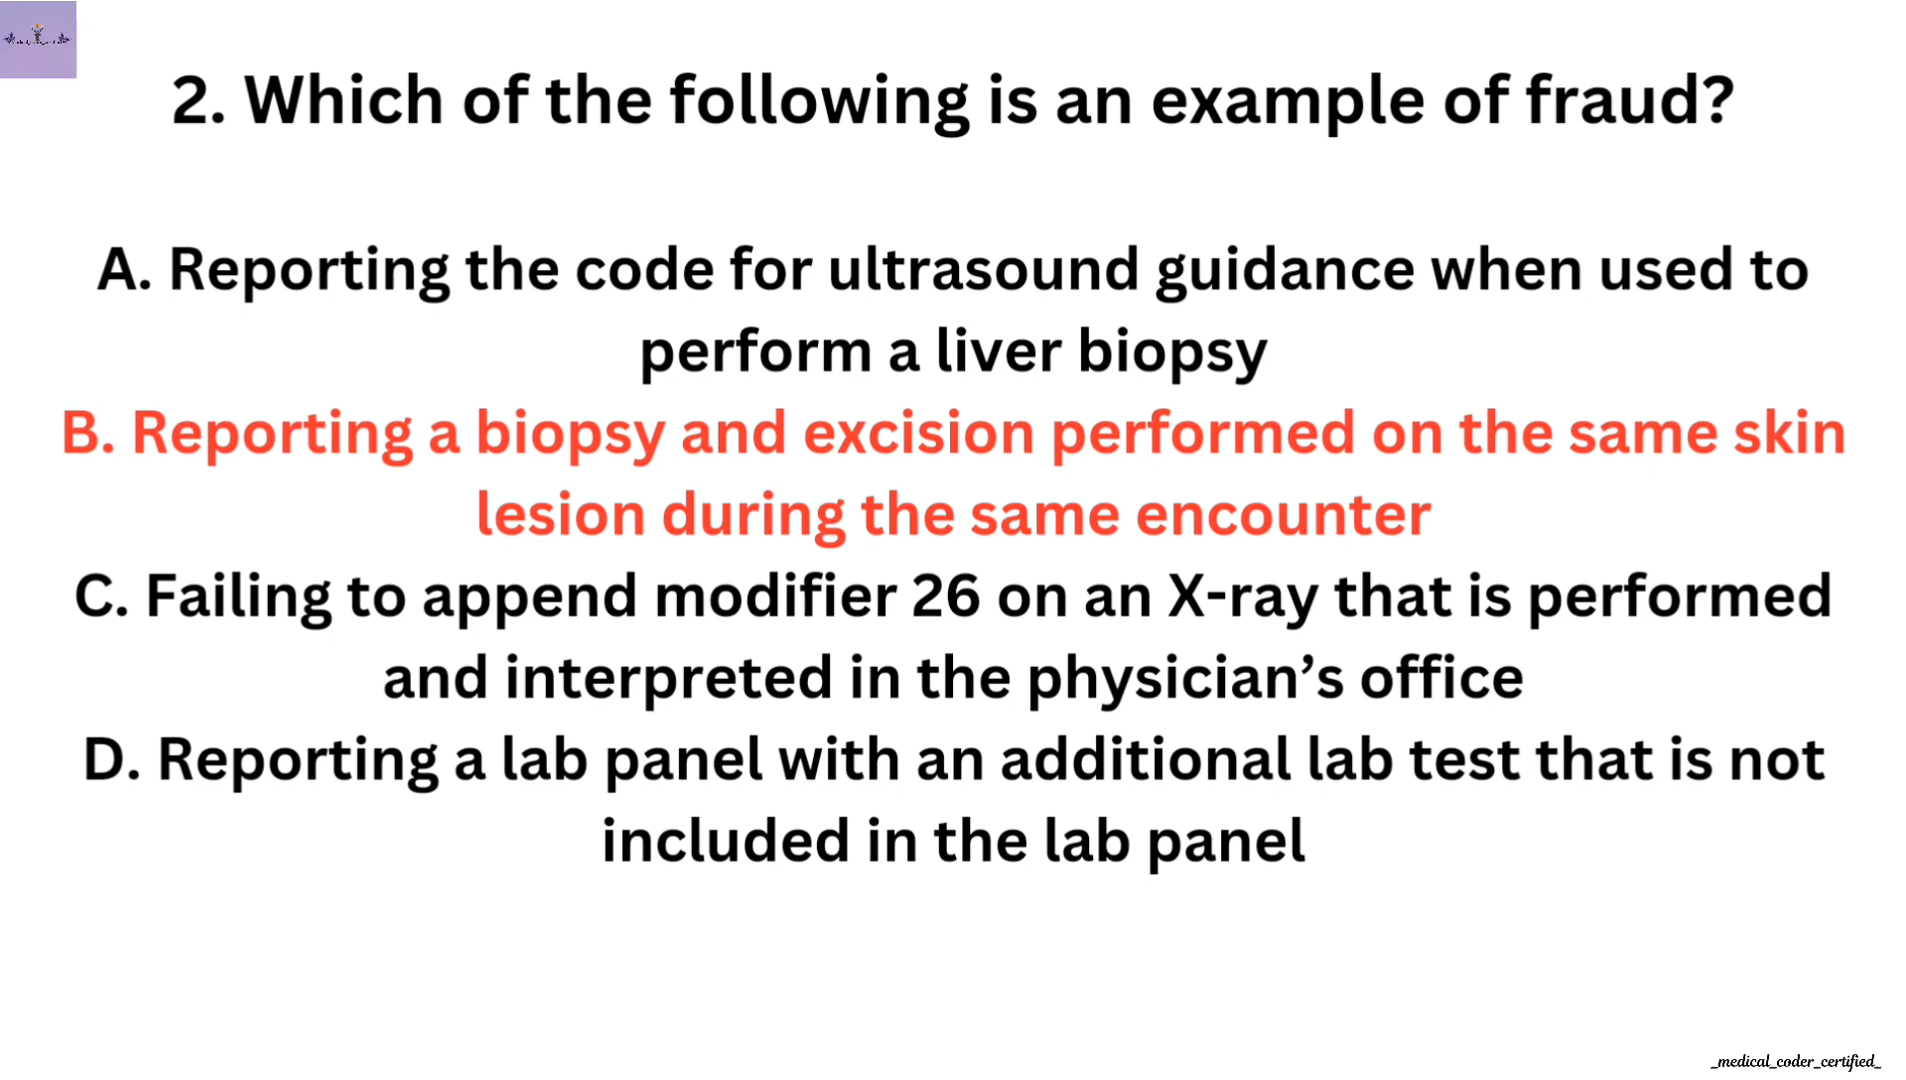 2. Which of the following is an example of fraud?
A. Reporting the code for ultrasound guidance when used to
perform a liver biopsy
B. Reporting a biopsy and excision performed on the same skin
lesion during the same encounter
C. Failing to append modifier 26 on an X-ray that is performed
and interpreted in the physician’s office
D. Reporting a lab panel with an additional lab test that is not
included in the lab panel
_medical_coder_certified_